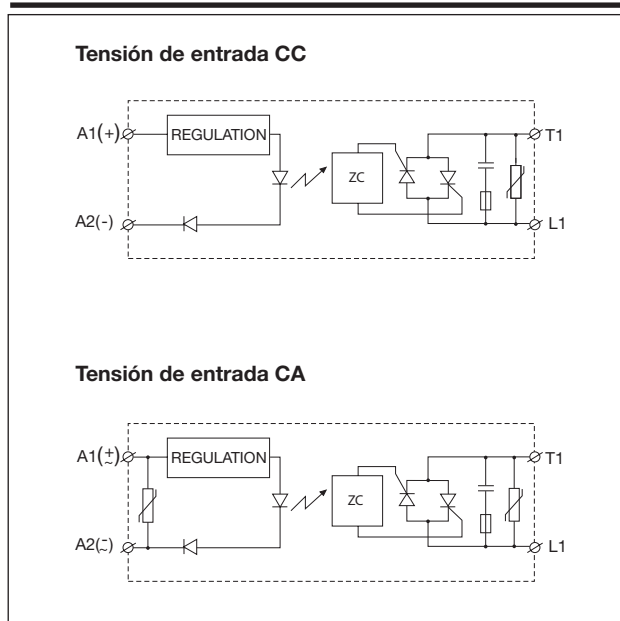 Tensión de entrada CC
A1(+)
REGULATION
ZC
T1
A2(-)
L1
Tensión de entrada CA
A1(±~)
REGULATION
ZC
T1
A2(-~)
L1